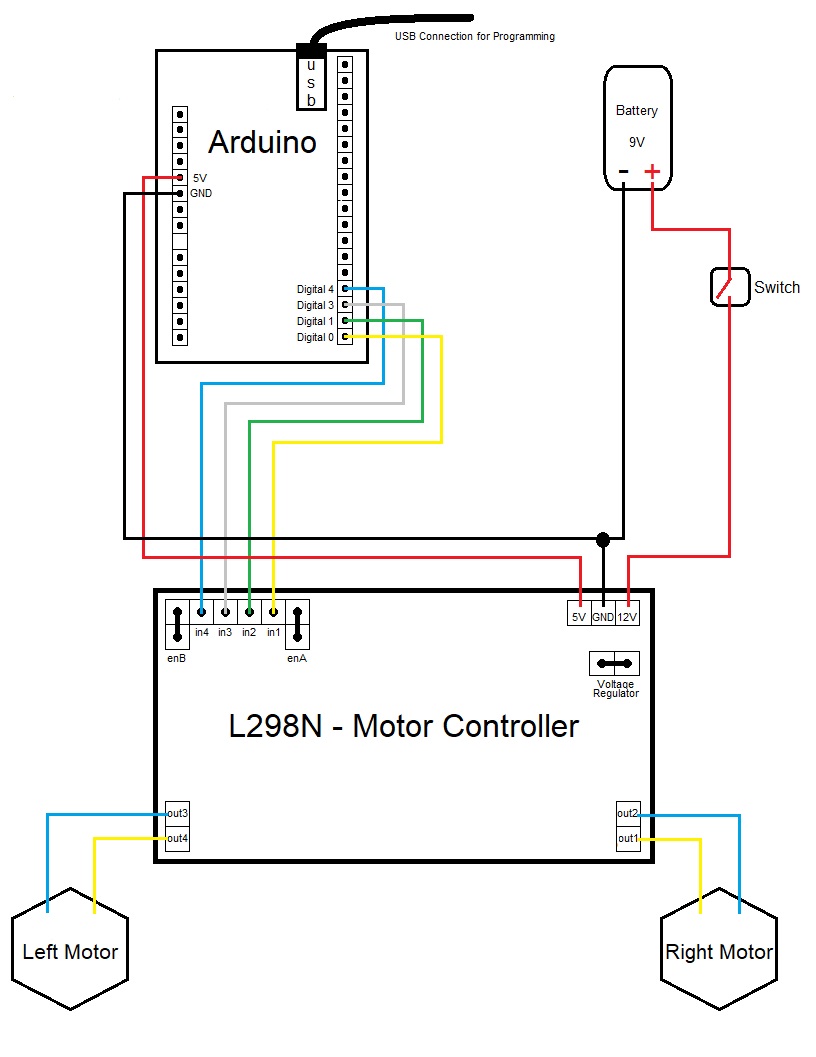 USB Connection for Programming
u
s
b
Arduino
Battery
9V
- +
5V
GND
Switch
Digital 4
Digital 3
Digital 1
Digital 0
in4 in3 in2 in1
5V GND 12V
enB enA
Voltage
Regulator
L298N - Motor Controller
out3
out4
out2
out1
Left Motor
Right Motor